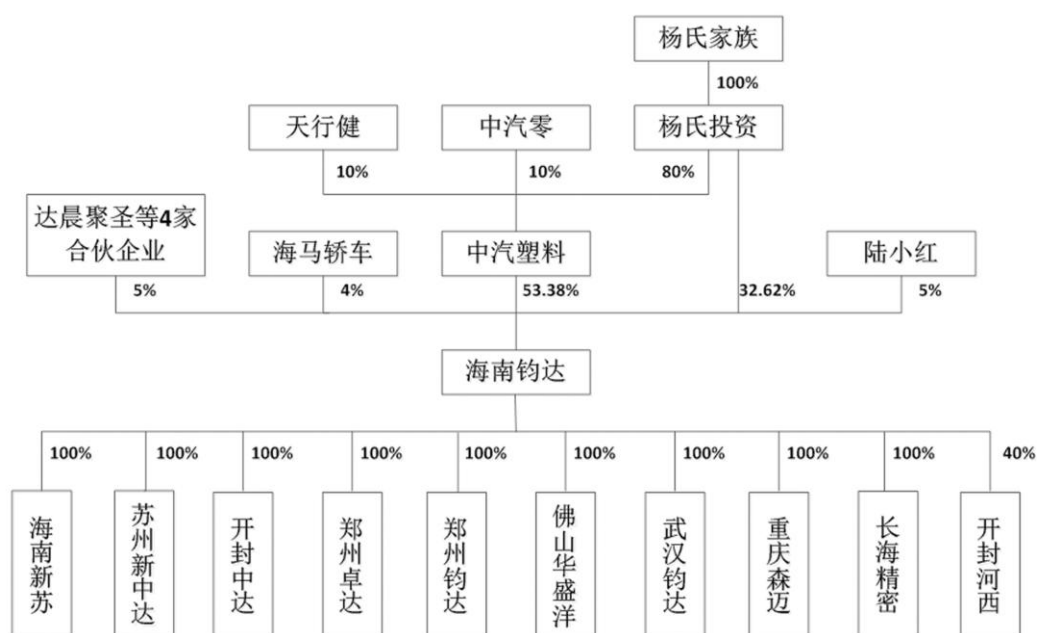 杨氏家族
100%
天行健
中汽零
杨氏投资
10%
10%
80%
达晨聚圣等4家
合伙企业
海马轿车
中汽塑料
陆小红
5%
4%
53.38%
32.62%
5%
海南钧达
100%
100%
100%
100%
100%
100%
100%
100%
100%
40%
海南新苏
苏州新中达
开封中达
郑州卓达
郑州钧达
佛山华盛洋
武汉钧达
重庆森迈
长海精密
开封河西